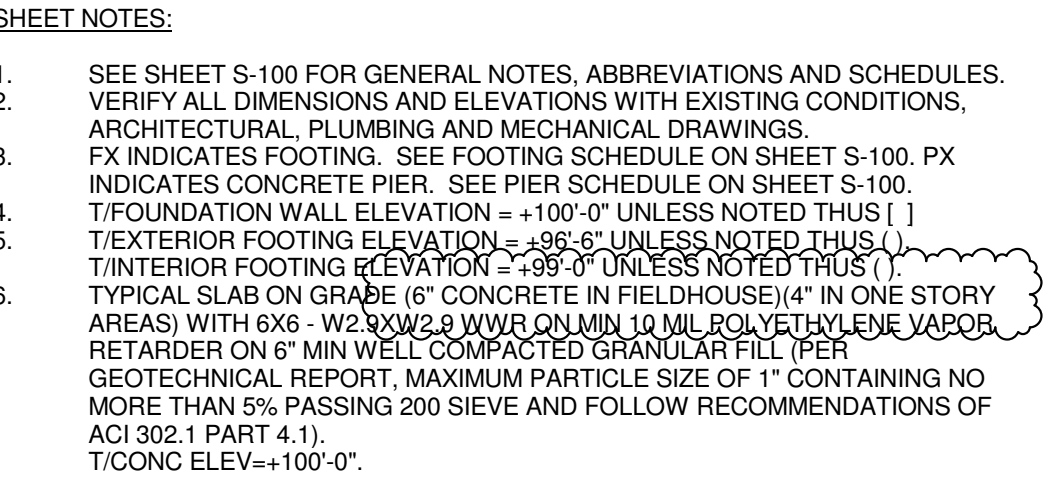 SHEET NOTES:
1. SEE SHEET S-100 FOR GENERAL NOTES, ABBREVIATIONS AND SCHEDULES.
2. VERIFY ALL DIMENSIONS AND ELEVATIONS WITH EXISTING CONDITIONS,
ARCHITECTURAL, PLUMBING AND MECHANICAL DRAWINGS.
3. FX INDICATES FOOTING. SEE FOOTING SCHEDULE ON SHEET S-100. PX
INDICATES CONCRETE PIER. SEE PIER SCHEDULE ON SHEET S-100.
4. T/FOUNDATION WALL ELEVATION = +100'-0" UNLESS NOTED THUS [ ]
5. T/EXTERIOR FOOTING ELEVATION = +96'-6" UNLESS NOTED THUS ( ).
T/INTERIOR FOOTING ELEVATION = +99'-0" UNLESS NOTED THUS ( ).
6. TYPICAL SLAB ON GRADE (6" CONCRETE IN FIELDHOUSE)(4" IN ONE STORY
AREAS) WITH 6X6 - W2.9XW2.9 WWR ON MIN 10 MIL POLYETHYLENE VAPOR
RETARDER ON 6" MIN WELL COMPACTED GRANULAR FILL (PER
GEOTECHNICAL REPORT, MAXIMUM PARTICLE SIZE OF 1" CONTAINING NO
MORE THAN 5% PASSING 200 SIEVE AND FOLLOW RECOMMENDATIONS OF
ACI 302.1 PART 4.1).
T/CONC ELEV=+100'-0".